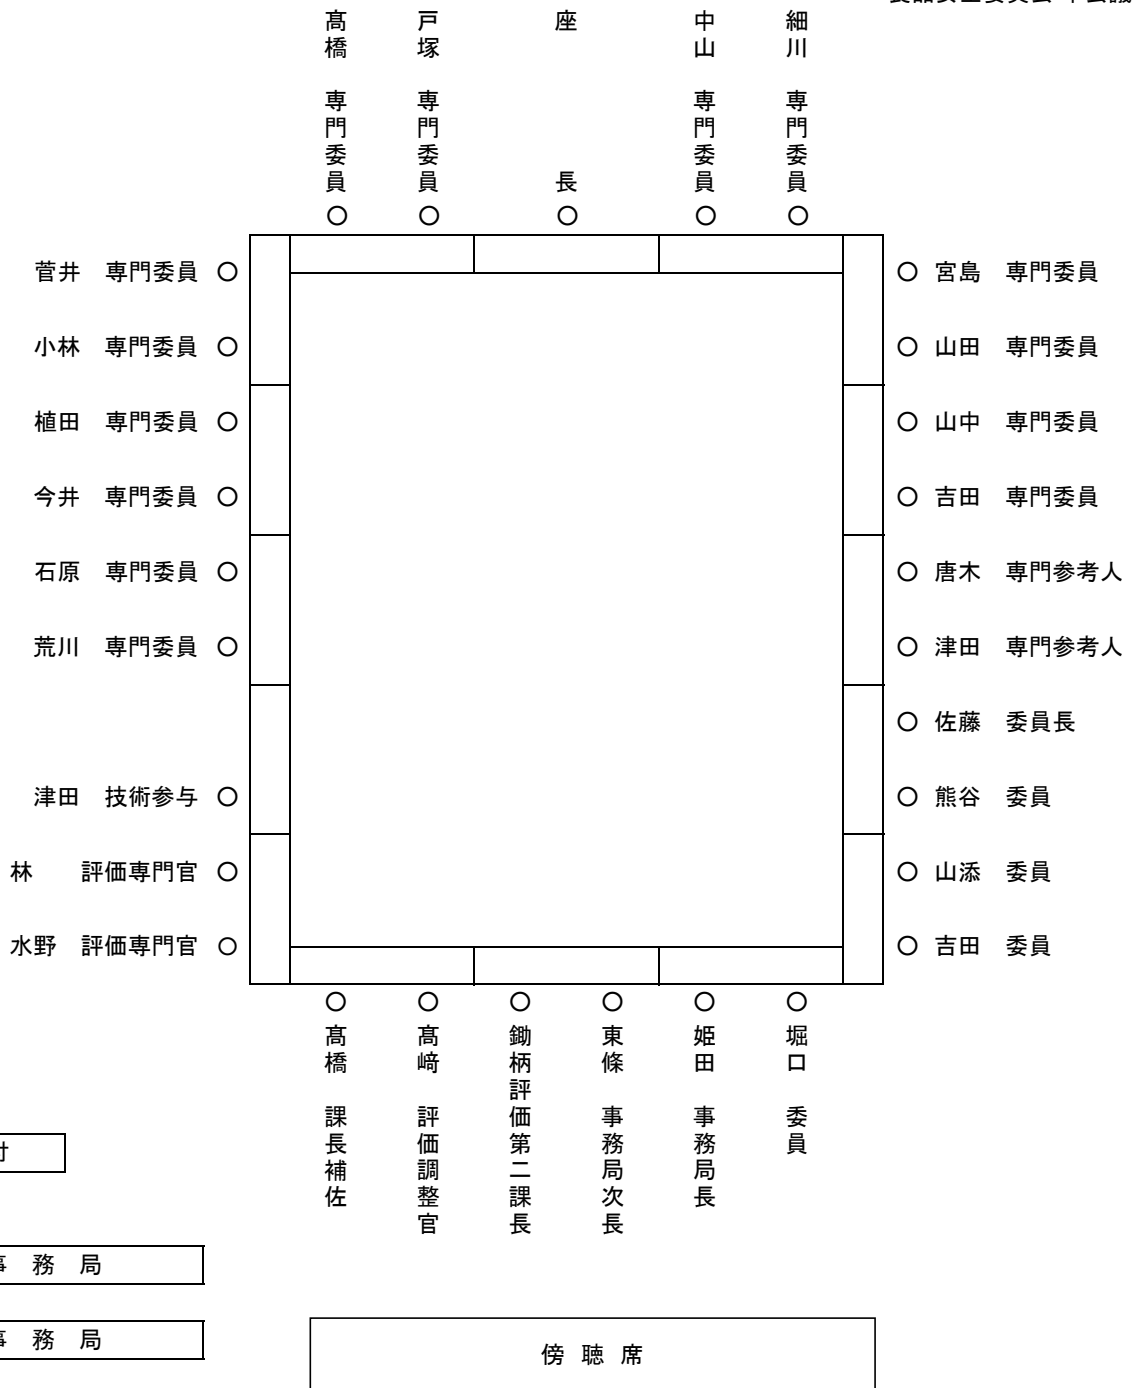 髙橋 専門委員
戸塚 専門委員
座長
中山 専門委員
細川 専門委員
菅井 専門委員 ○
○ 宮島 専門委員
小林 専門委員 ○
○ 山田 専門委員
植田 専門委員 ○
○ 山中 専門委員
今井 専門委員 ○
○ 吉田 専門委員
石原 専門委員 ○
○ 唐木 専門参考人
荒川 専門委員 ○
○ 津田 専門参考人
○ 佐藤 委員長
津田 技術参与 ○
○ 熊谷 委員
林 評価専門官 ○
○ 山添 委員
水野 評価専門官 ○
○ 吉田 委員
髙橋 課長補佐
髙﨑 評価調整官
鋤柄評価第二課長
東條 事務局次長
姫田 事務局長
堀口 委員
付
事 務 局
事 務 局
傍 聴 席